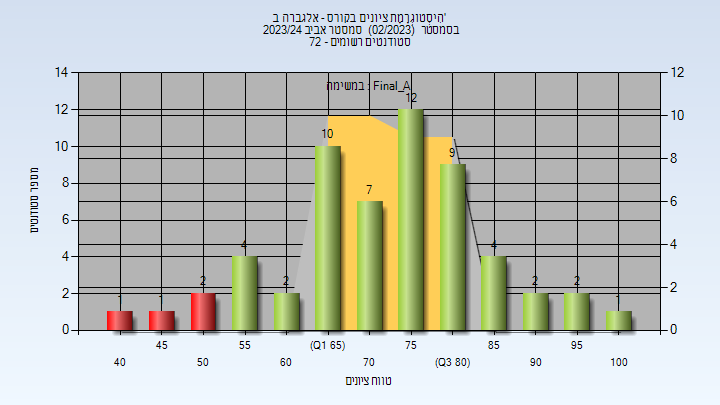 היסטוגרמת ציונים בקורס - אלגברה ב'
בסמסטר (02/2023) סמסטר אביב 2023/24
סטודנטים רשומים - 72
במשימה : Final_A
מספר סטודנטים
14 12 10 8 6 4 2 0
12 10 8 6 4 2 0
1 1 2 4 2 10 7 12 9 4 2 2 1
40 45 50 55 60 (Q1 65) 70 75 (Q3 80) 85 90 95 100
טווח ציונים